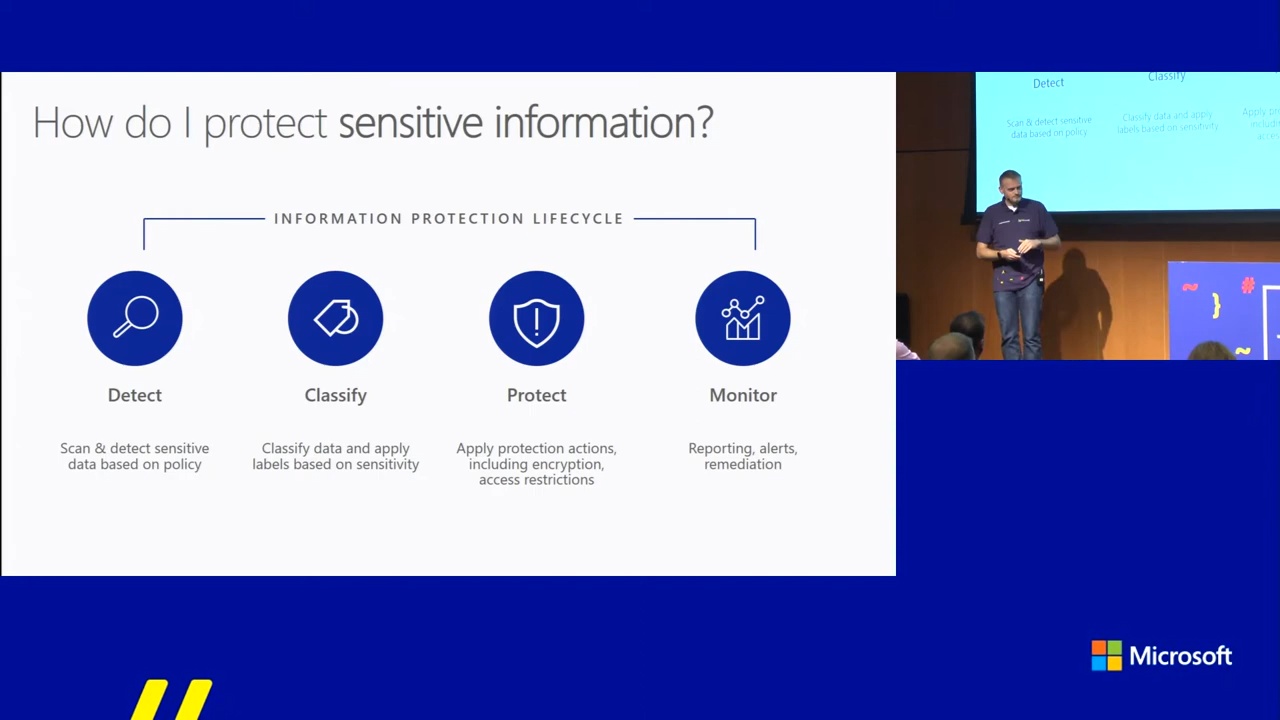 How do I protect sensitive information?
INFORMATION PROTECTION LIFECYCLE
Detect
Scan & detect sensitive
data based on policy
Classify
Classify data and apply
labels based on sensitivity
Protect
Apply protection actions,
including encryption,
access restrictions
Monitor
Reporting, alerts,
remediation
Detect
Scan & detect sensitive
data based on policy
Classify
Classify data and apply
labels based on sensitivity
Apply
~ } # ~
Microsoft